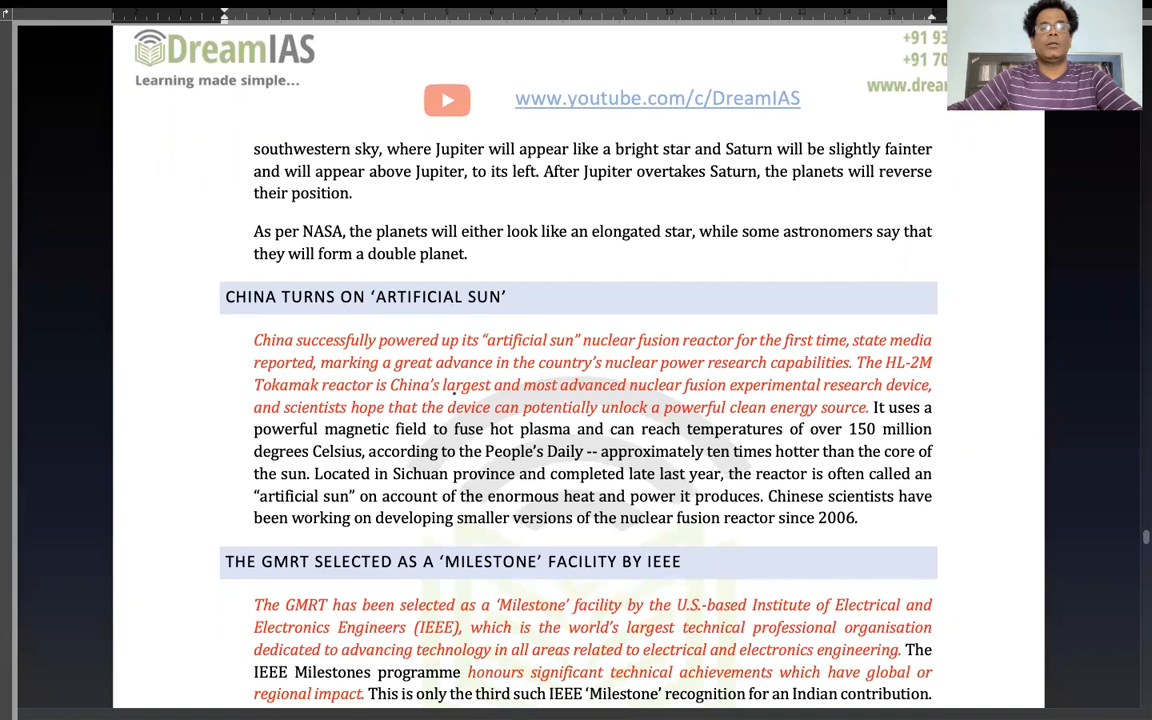 DreamIAS
Learning made simple...
+91 93
+91 70
www.drea
www.youtube.com/c/DreamIAS
southwestern sky, where Jupiter will appear like a bright star and Saturn will be slightly fainter
and will appear above Jupiter, to its left. After Jupiter overtakes Saturn, the planets will reverse
their position.
As per NASA, the planets will either look like an elongated star, while some astronomers say that
they will form a double planet.
CHINA TURNS ON ‘ARTIFICIAL SUN’
China successfully powered up its “artificial sun” nuclear fusion reactor for the first time, state media
reported, marking a great advance in the country’s nuclear power research capabilities. The HL-2M
Tokamak reactor is China’s largest and most advanced nuclear fusion experimental research device,
and scientists hope that the device can potentially unlock a powerful clean energy source. It uses a
powerful magnetic field to fuse hot plasma and can reach temperatures of over 150 million
degrees Celsius, according to the People’s Daily -- approximately ten times hotter than the core of
the sun. Located in Sichuan province and completed late last year, the reactor is often called an
“artificial sun” on account of the enormous heat and power it produces. Chinese scientists have
been working on developing smaller versions of the nuclear fusion reactor since 2006.
THE GMRT SELECTED AS A ‘MILESTONE’ FACILITY BY IEEE
The GMRT has been selected as a ‘Milestone’ facility by the U.S.-based Institute of Electrical and
Electronics Engineers (IEEE), which is the world’s largest technical professional organisation
dedicated to advancing technology in all areas related to electrical and electronics engineering. The
IEEE Milestones programme honours significant technical achievements which have global or
regional impact. This is only the third such IEEE ‘Milestone’ recognition for an Indian contribution.